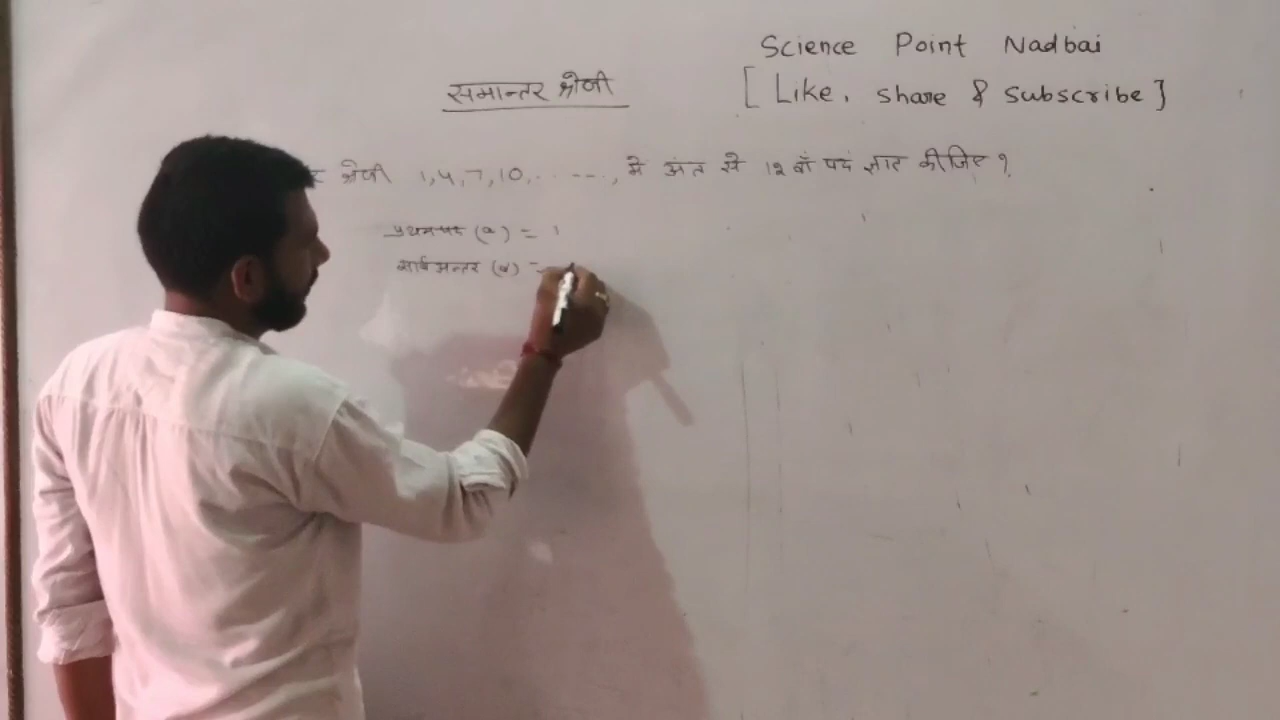 Science Point Nadbai
समान्तर श्रेणी
[ Like, share & subscribe ]
श्रेणी 1,4,7,10,.. ---, में अंत से 12 वाँ पद ज्ञात कीजिए ?
प्रथम पद (a) = 1
सार्वअन्तर (d) =